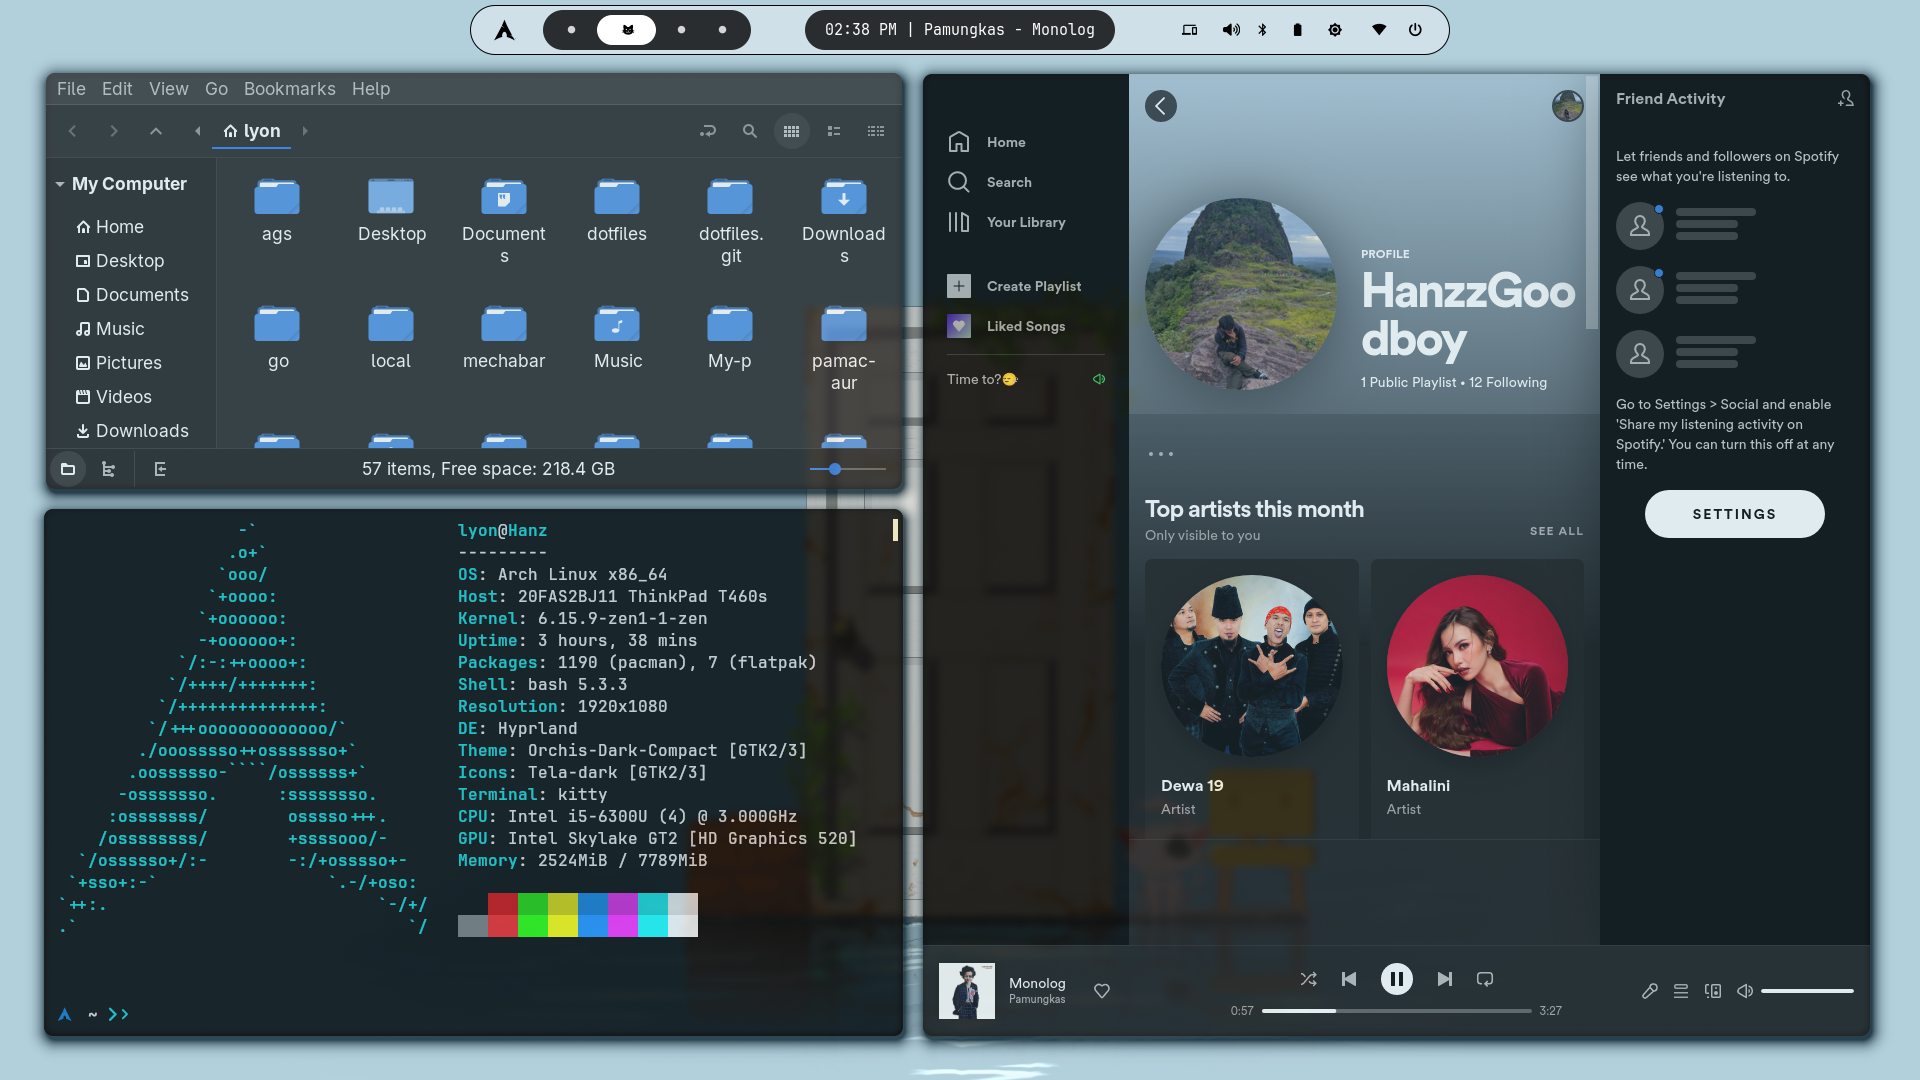 02:38 PM | Pamungkas - Monolog
File Edit View Go Bookmarks Help
lyon
My Computer
Home
Desktop
Documents
Music
Pictures
Videos
Downloads
ags
Desktop
Document
s
dotfiles
dotfiles.
git
Download
s
go
local
mechabar
Music
My-p
pamac-
aur
57 items, Free space: 218.4 GB
lyon@Hanz
---------
OS: Arch Linux x86_64
Host: 20FAS2BJ11 ThinkPad T460s
Kernel: 6.15.9-zen1-1-zen
Uptime: 3 hours, 38 mins
Packages: 1190 (pacman), 7 (flatpak)
Shell: bash 5.3.3
Resolution: 1920x1080
DE: Hyprland
Theme: Orchis-Dark-Compact [GTK2/3]
Icons: Tela-dark [GTK2/3]
Terminal: kitty
CPU: Intel i5-6300U (4) @ 3.000GHz
GPU: Intel Skylake GT2 [HD Graphics 520]
Memory: 2524MiB / 7789MiB
~
Home
Search
Your Library
Create Playlist
Liked Songs
Time to?😴
PROFILE
HanzzGoo
dboy
1 Public Playlist • 12 Following
Top artists this month
Only visible to you
SEE ALL
Dewa 19
Artist
Mahalini
Artist
Friend Activity
Let friends and followers on Spotify
see what you're listening to.
Go to Settings > Social and enable
'Share my listening activity on
Spotify.' You can turn this off at any
time.
SETTINGS
Monolog
Pamungkas
0:57
3:27